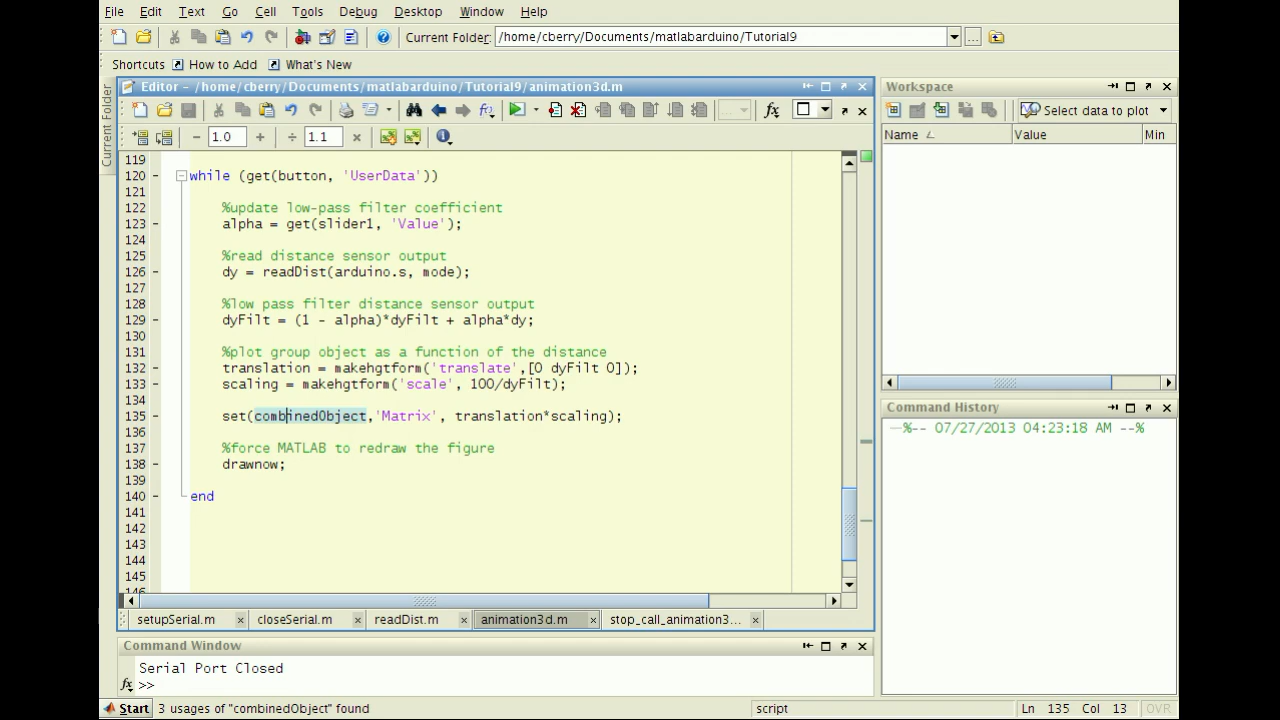 File Edit Text Go Cell Tools Debug Desktop Window Help
Current Folder: /home/cberry/Documents/matlabarduino/Tutorial9
Shortcuts How to Add What's New
Current Folder
Editor - /home/cberry/Documents/matlabarduino/Tutorial9/animation3d.m
1.0 1.1
119
120 while (get(button, 'UserData'))
121
122 %update low-pass filter coefficient
123 alpha = get(slider1, 'Value');
124
125 %read distance sensor output
126 dy = readDist(arduino.s, mode);
127
128 %low pass filter distance sensor output
129 dyFilt = (1 - alpha)*dyFilt + alpha*dy;
130
131 %plot group object as a function of the distance
132 translation = makehgtform('translate',[0 dyFilt 0]);
133 scaling = makehgtform('scale', 100/dyFilt);
134
135 set(combinedObject,'Matrix', translation*scaling);
136
137 %force MATLAB to redraw the figure
138 drawnow;
139
140 end
141
142
143
144
145
146
setupSerial.m closeSerial.m readDist.m animation3d.m stop_call_animation3...
Command Window
Serial Port Closed
fx >>
Workspace
Select data to plot
Name Value Min
Command History
%-- 07/27/2013 04:23:18 AM --%
Start 3 usages of "combinedObject" found script Ln 135 Col 13 OVR